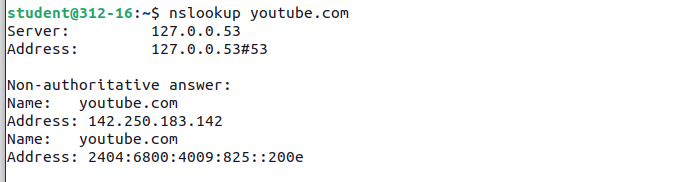 student@312-16:~$ nslookup youtube.com
Server:         127.0.0.53
Address:        127.0.0.53#53

Non-authoritative answer:
Name:   youtube.com
Address: 142.250.183.142
Name:   youtube.com
Address: 2404:6800:4009:825::200e